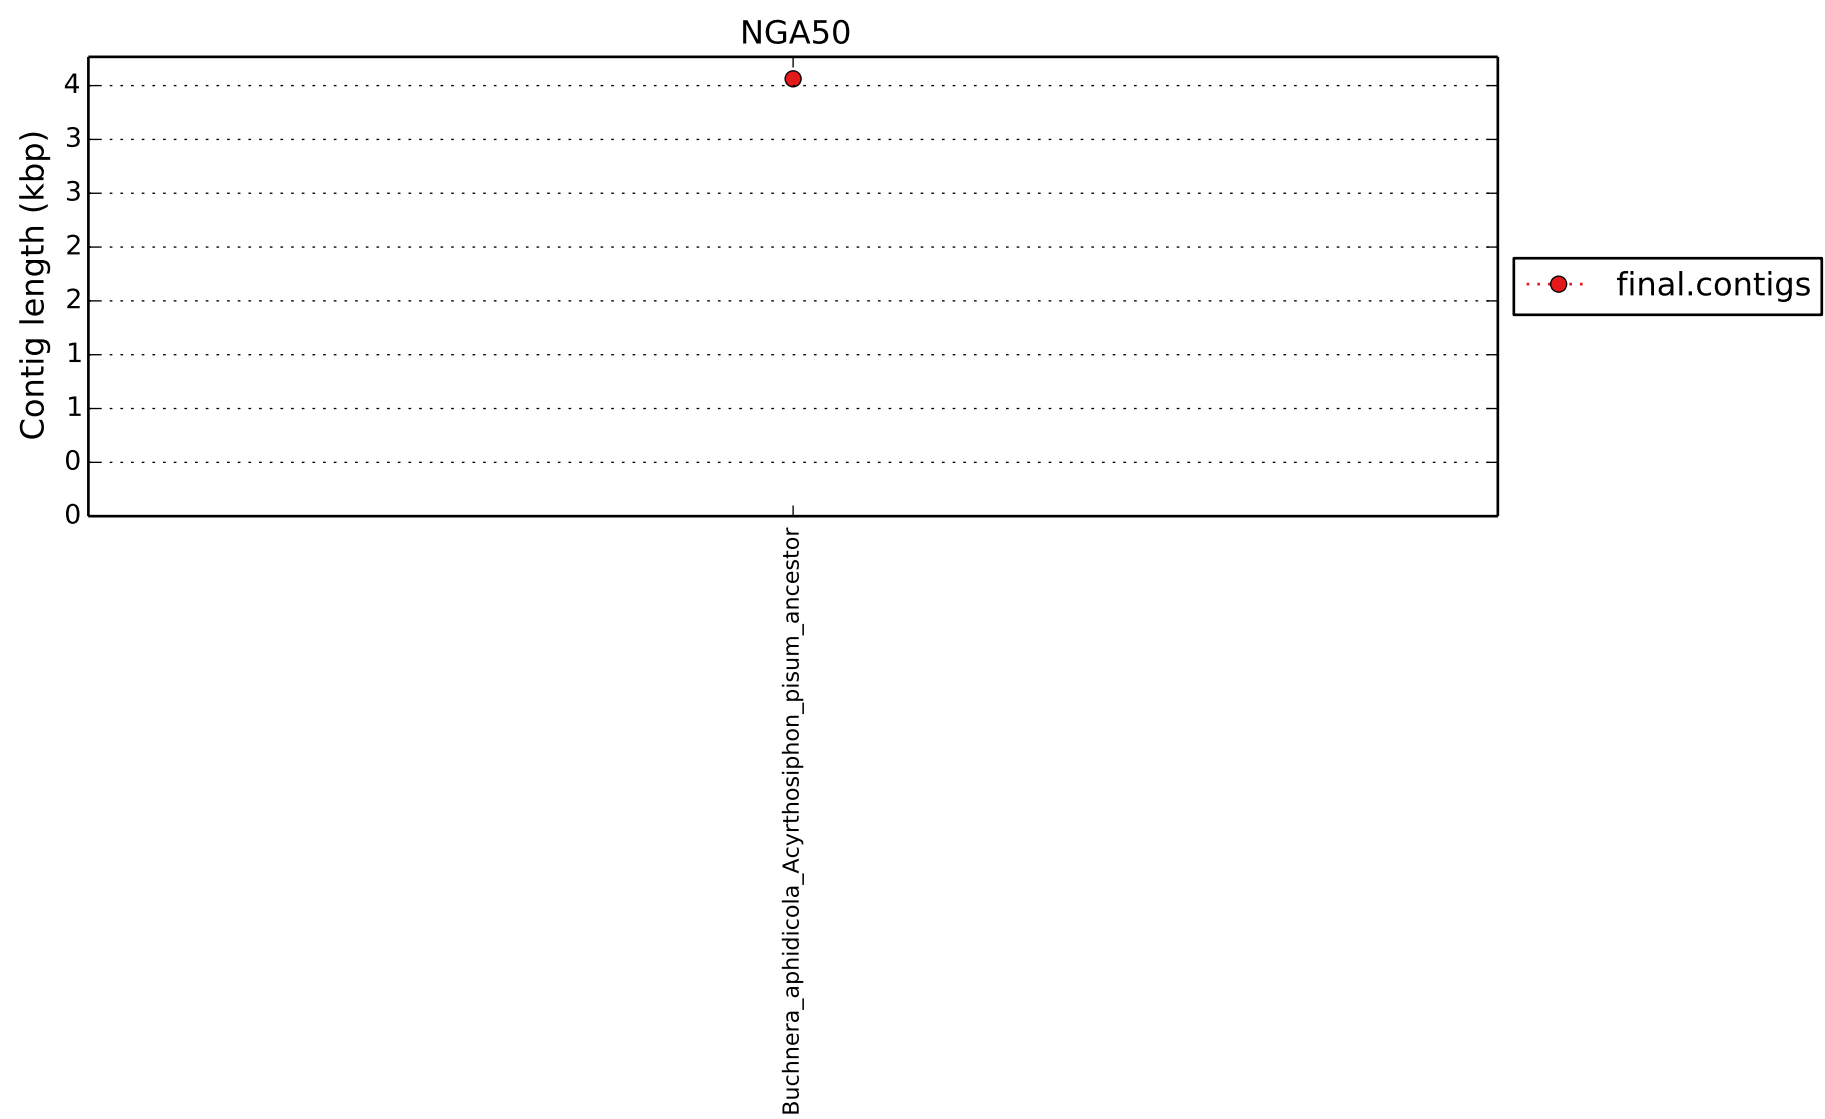 NGA50
Contig length (kbp)
4
3
3
2
2
1
1
0
0
final.contigs
Buchnera_aphidicola_Acyrthosiphon_pisum_ancestor